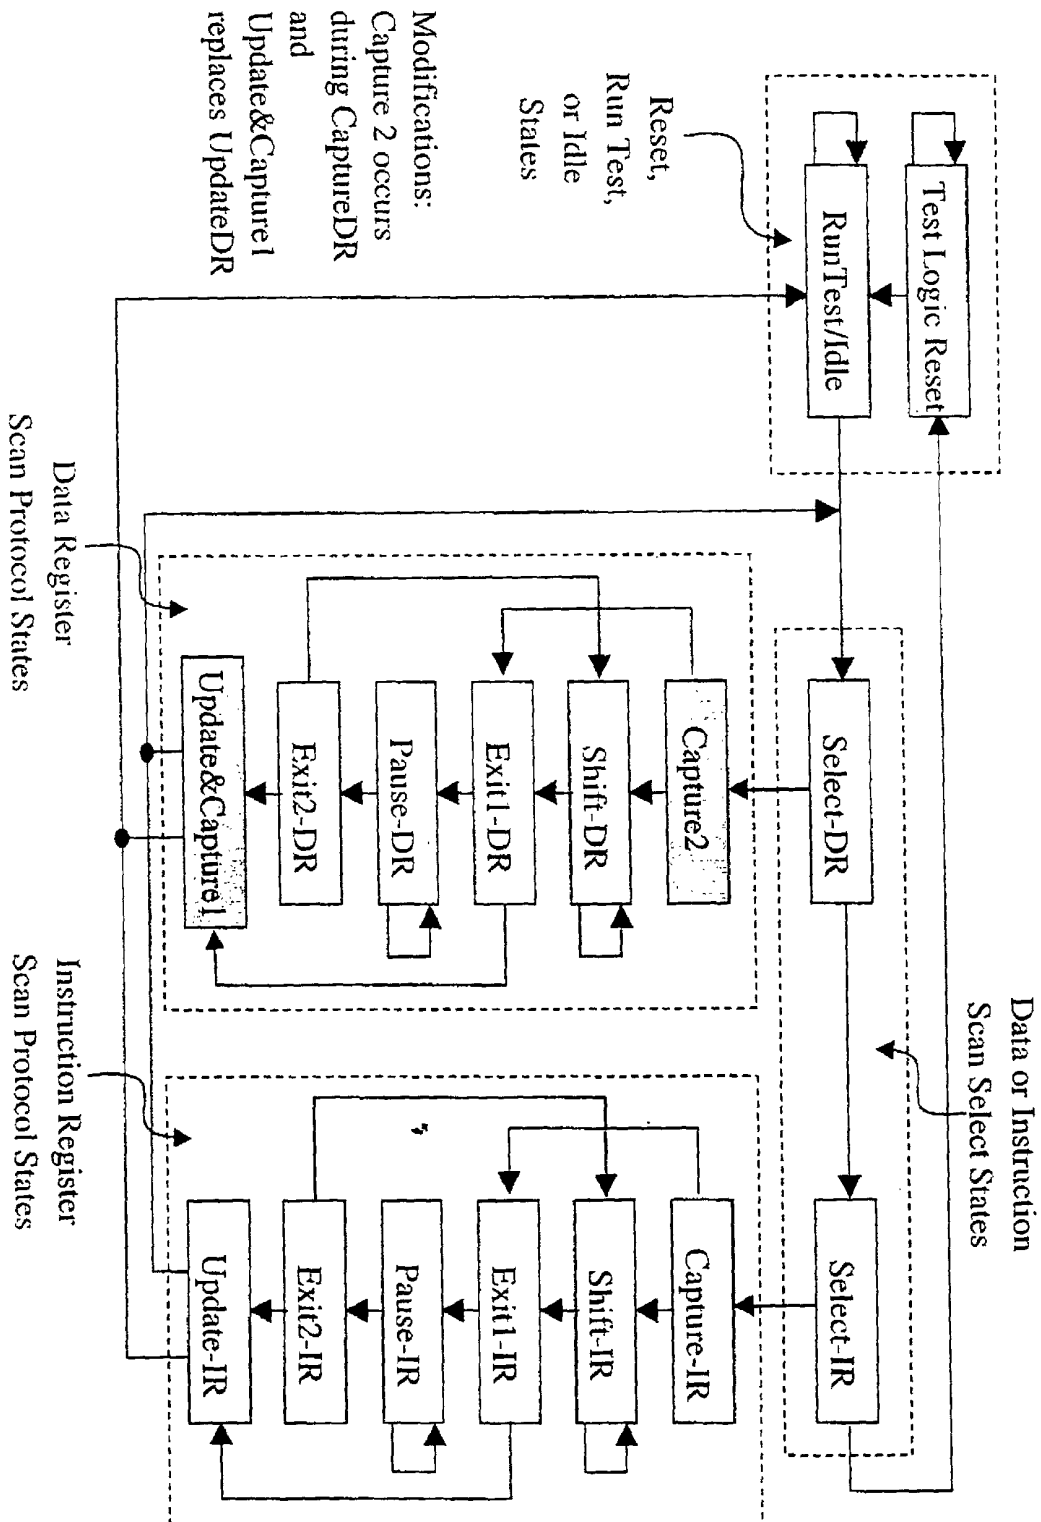 Test Logic Reset
RunTest/Idle
Reset,
Run Test,
or Idle
States
Modifications:
Capture 2 occurs
during CaptureDR
and
Update&Capture1
replaces UpdateDR
Data or Instruction
Scan Select States
Select-DR
Select-IR
Capture2
Shift-DR
Exit1-DR
Pause-DR
Exit2-DR
Update&Capture1
Data Register
Scan Protocol States
Capture-IR
Shift-IR
Exit1-IR
Pause-IR
Exit2-IR
Update-IR
Instruction Register
Scan Protocol States